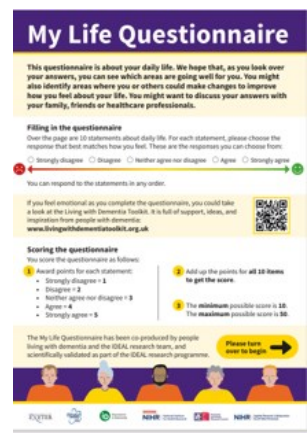 My Life Questionnaire
This questionnaire is about your daily life. We hope that, as you look over
your answers, you can see which areas are going well for you. You might
also identify areas where you or others could make changes to improve
how you feel about your life. You might want to discuss your answers with
your family, friends or healthcare professionals.
Filling in the questionnaire
Over the page are 10 statements about daily life. For each statement, please choose the
response that best matches how you feel. These are the responses you can choose from:
Strongly disagree Disagree Neither agree nor disagree Agree Strongly agree
You can respond to the statements in any order.
If you feel emotional as you complete the questionnaire, you could take
a look at the Living with Dementia Toolkit. It is full of support, ideas, and
inspiration from people with dementia:
www.livingwithdementiatoolkit.org.uk
Scoring the questionnaire
You score the questionnaire as follows:
1 Award points for each statement:
• Strongly disagree = 1
• Disagree = 2
• Neither agree nor disagree = 3
• Agree = 4
• Strongly agree = 5
2 Add up the points for all 10 items
to get the score.
3 The minimum possible score is 10.
The maximum possible score is 50.
The My Life Questionnaire has been co-produced by people
living with dementia and the IDEAL research team, and
scientifically validated as part of the IDEAL research programme.
Please turn
over to begin
EXETER
NIHR
NIHR